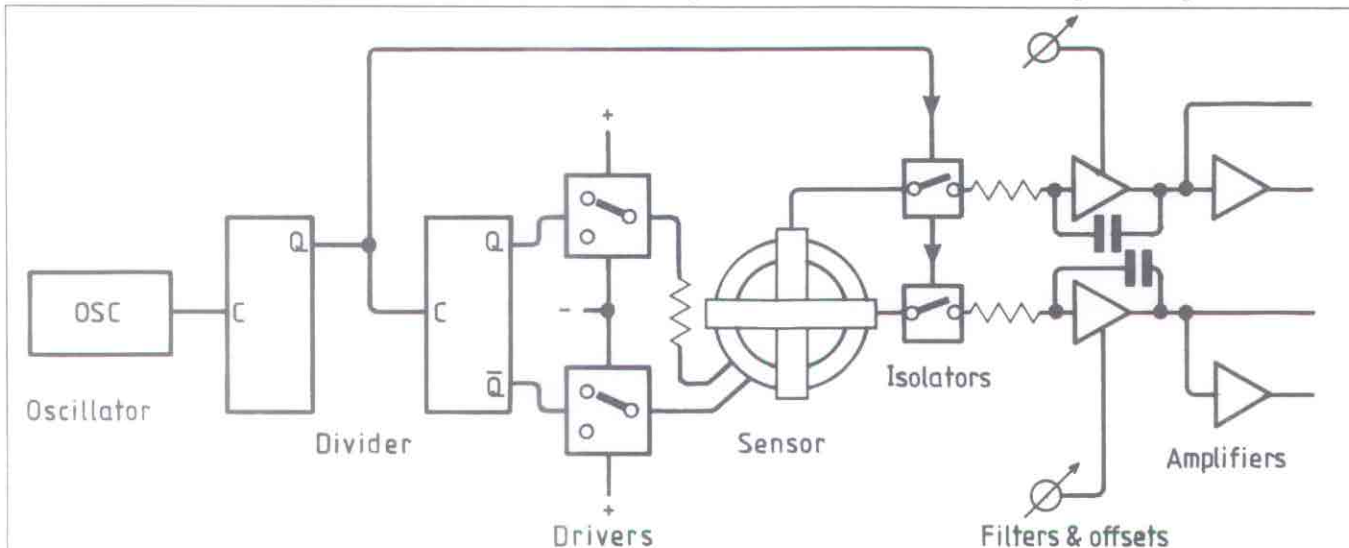 +
Q
Q
OSC
C
C
-
Q̅
Isolators
Oscillator
Divider
Sensor
Amplifiers
+
Drivers
Filters & offsets